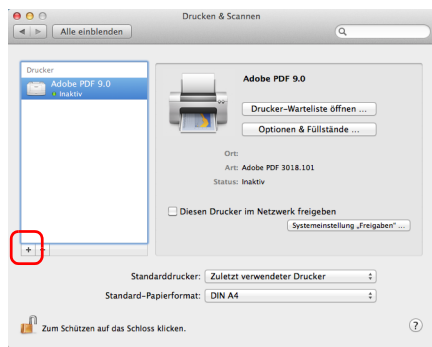 Drucken & Scannen
Alle einblenden
Drucker
Adobe PDF 9.0
Inaktiv
Adobe PDF 9.0
Drucker-Warteliste öffnen ...
Optionen & Füllstände ...
Ort:
Art: Adobe PDF 3018.101
Status: Inaktiv
Diesen Drucker im Netzwerk freigeben
Systemeinstellung „Freigaben“ ...
+ −
Standarddrucker: Zuletzt verwendeter Drucker
Standard-Papierformat: DIN A4
Zum Schützen auf das Schloss klicken.
?